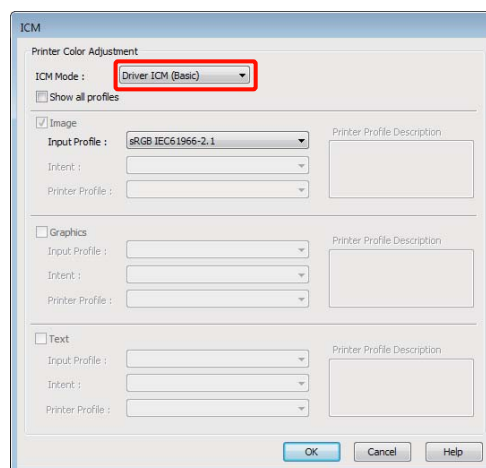 ICM
Printer Color Adjustment
ICM Mode : Driver ICM (Basic)
Show all profiles
Image
Input Profile : sRGB IEC61966-2.1 Printer Profile Description
Intent :
Printer Profile :
Graphics
Input Profile : Printer Profile Description
Intent :
Printer Profile :
Text
Input Profile : Printer Profile Description
Intent :
Printer Profile :
OK Cancel Help